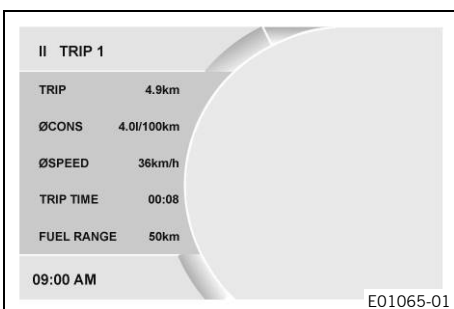 II TRIP 1
TRIP 4.9km
ØCONS 4.0l/100km
ØSPEED 36km/h
TRIP TIME 00:08
FUEL RANGE 50km
09:00 AM
E01065-01